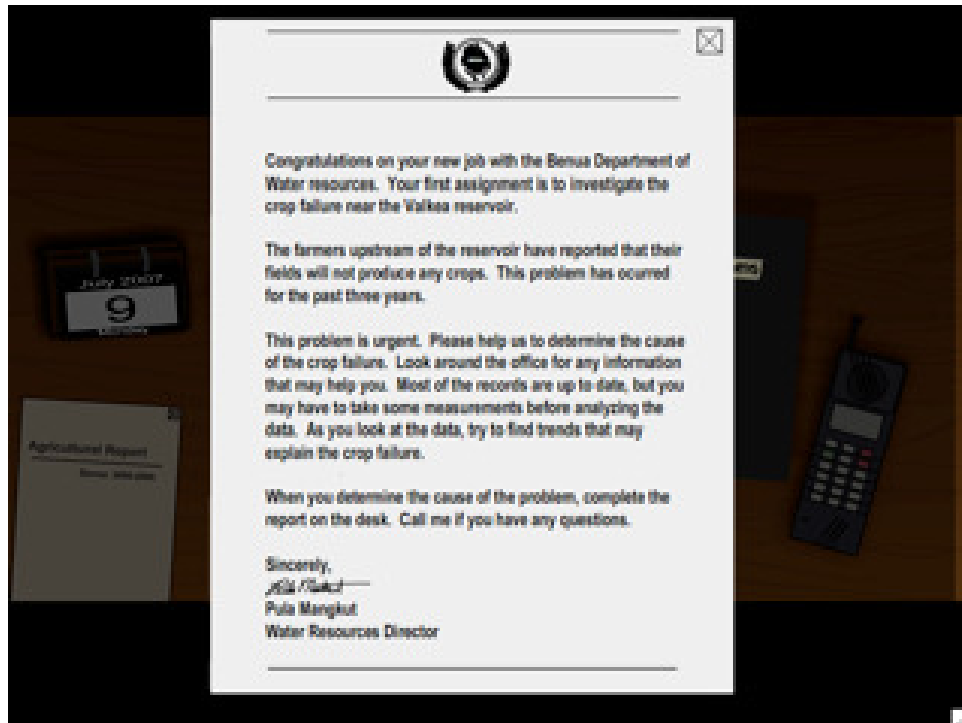 Congratulations on your new job with the Benua Department of
Water resources. Your first assignment is to investigate the
crop failure near the Valkea reservoir.
The farmers upstream of the reservoir have reported that their
fields will not produce any crops. This problem has ocurred
for the past three years.
This problem is urgent. Please help us to determine the cause
of the crop failure. Look around the office for any information
that may help you. Most of the records are up to date, but you
may have to take some measurements before analyzing the
data. As you look at the data, try to find trends that may
explain the crop failure.
When you determine the cause of the problem, complete the
report on the desk. Call me if you have any questions.
Sincerely,
Pula Mangkut
Water Resources Director
July 2007
9
Monday
Agricultural Report